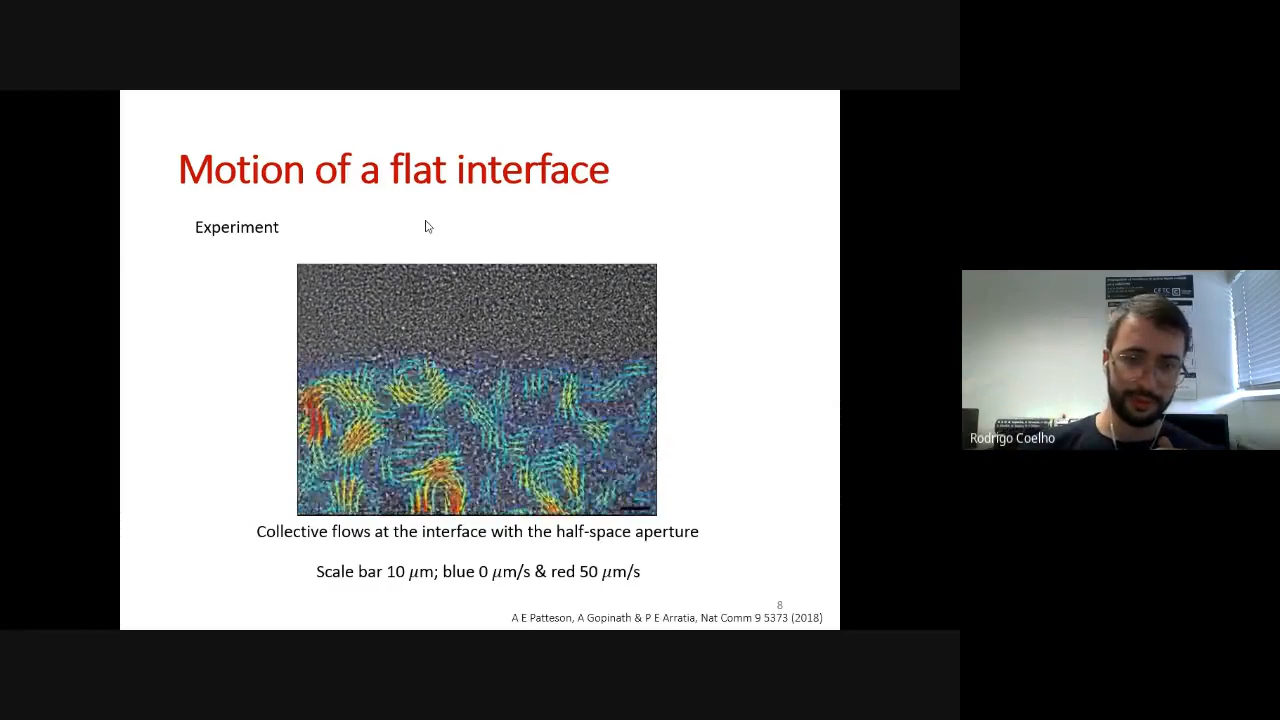 Motion of a flat interface
Experiment
Collective flows at the interface with the half-space aperture
Scale bar 10 𝜇m; blue 0 𝜇m/s & red 50 𝜇m/s
8
A E Patteson, A Gopinath & P E Arratia, Nat Comm 9 5373 (2018)
CFTC
Rodrigo Coelho